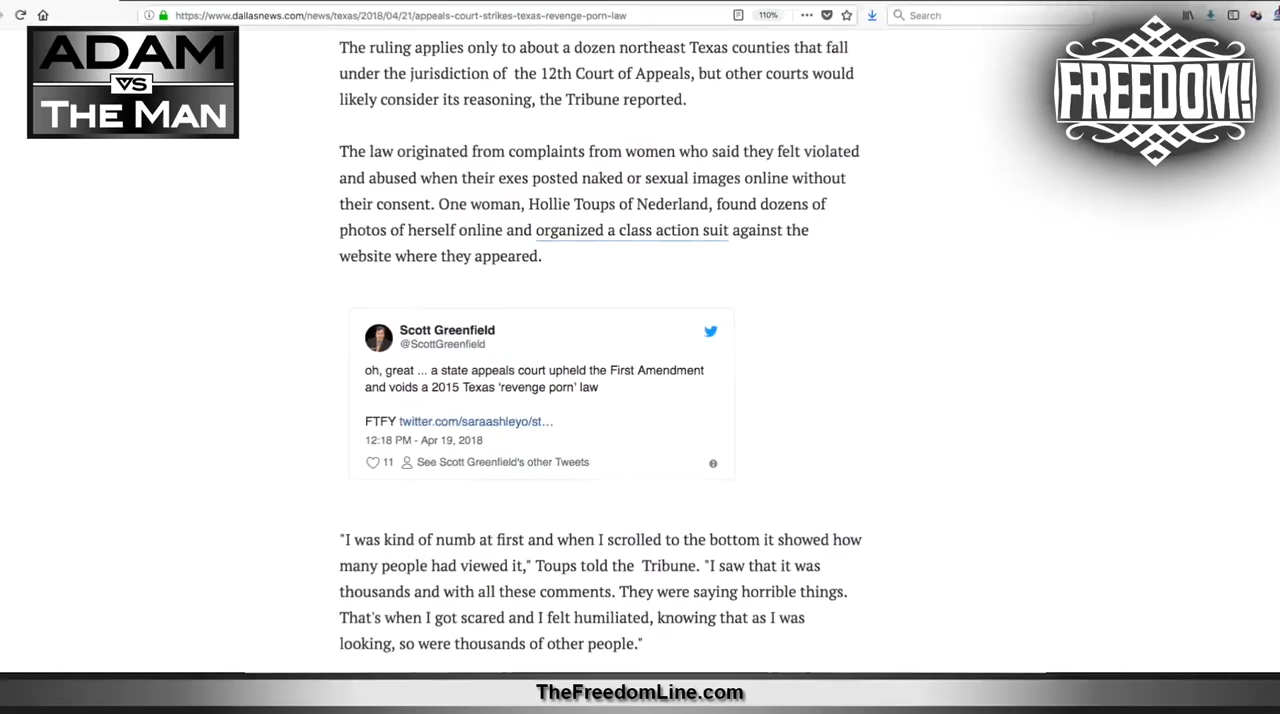 https://www.dallasnews.com/news/texas/2018/04/21/appeals-court-strikes-texas-revenge-porn-law
110%
Search
ADAM
VS
THE MAN
FREEDOM!
The ruling applies only to about a dozen northeast Texas counties that fall
under the jurisdiction of the 12th Court of Appeals, but other courts would
likely consider its reasoning, the Tribune reported.
The law originated from complaints from women who said they felt violated
and abused when their exes posted naked or sexual images online without
their consent. One woman, Hollie Toups of Nederland, found dozens of
photos of herself online and organized a class action suit against the
website where they appeared.
Scott Greenfield
@ScottGreenfield
oh, great ... a state appeals court upheld the First Amendment
and voids a 2015 Texas ‘revenge porn’ law
FTFY twitter.com/saraashleyo/st…
12:18 PM - Apr 19, 2018
11 See Scott Greenfield's other Tweets
"I was kind of numb at first and when I scrolled to the bottom it showed how
many people had viewed it," Toups told the Tribune. "I saw that it was
thousands and with all these comments. They were saying horrible things.
That's when I got scared and I felt humiliated, knowing that as I was
looking, so were thousands of other people."
TheFreedomLine.com